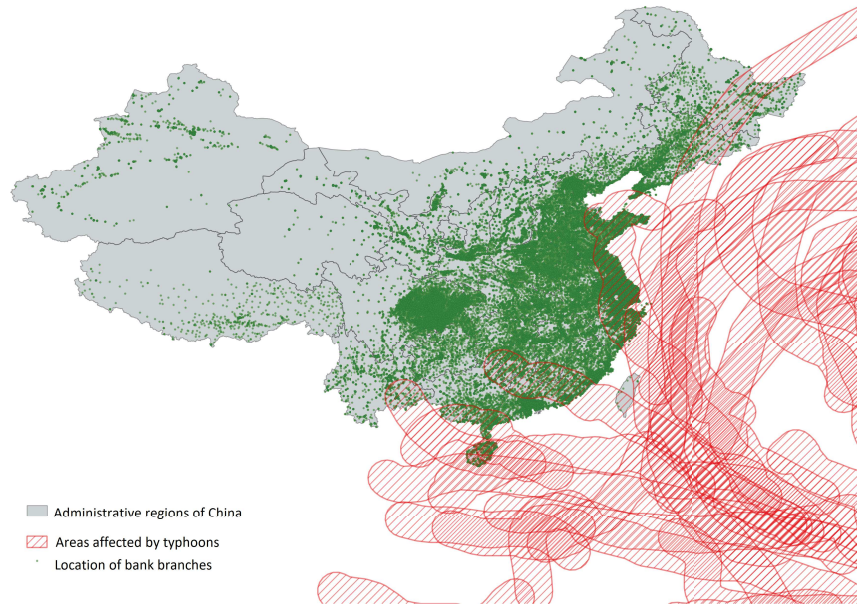 Administrative regions of China
Areas affected by typhoons
Location of bank branches